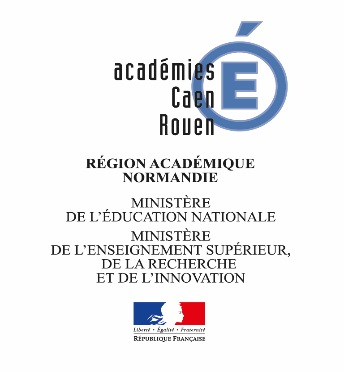 académies
Caen
Rouen
É
RÉGION ACADÉMIQUE
NORMANDIE
MINISTÈRE
DE L'ÉDUCATION NATIONALE
MINISTÈRE
DE L'ENSEIGNEMENT SUPÉRIEUR,
DE LA RECHERCHE
ET DE L'INNOVATION
Liberté • Égalité • Fraternité
RÉPUBLIQUE FRANÇAISE